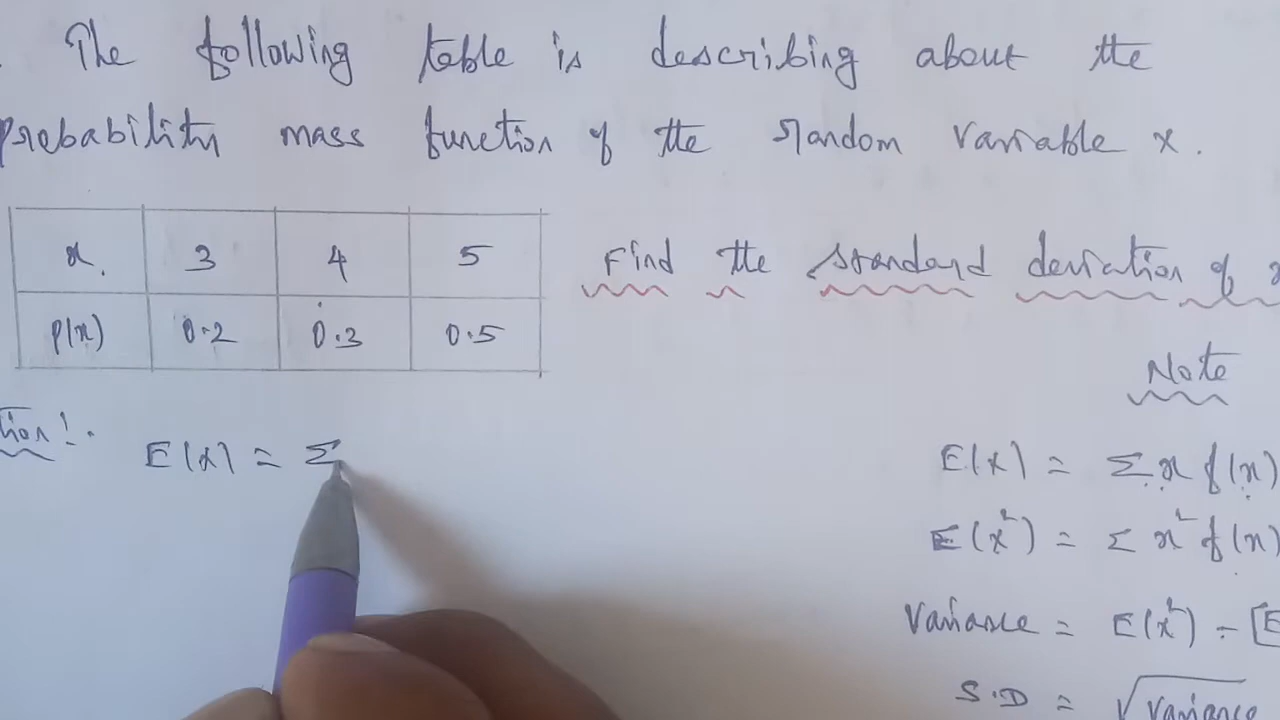 The following table is describing about the
Probability mass function of the random variable x.
x 3 4 5
P(x) 0.2 0.3 0.5
Find the standard deviation of x
Note
tion:-
E(x) = Σ
E(x) = Σ x f(x)
E(x²) = Σ x² f(x)
Variance = E(x²) - [E
S.D = √variance